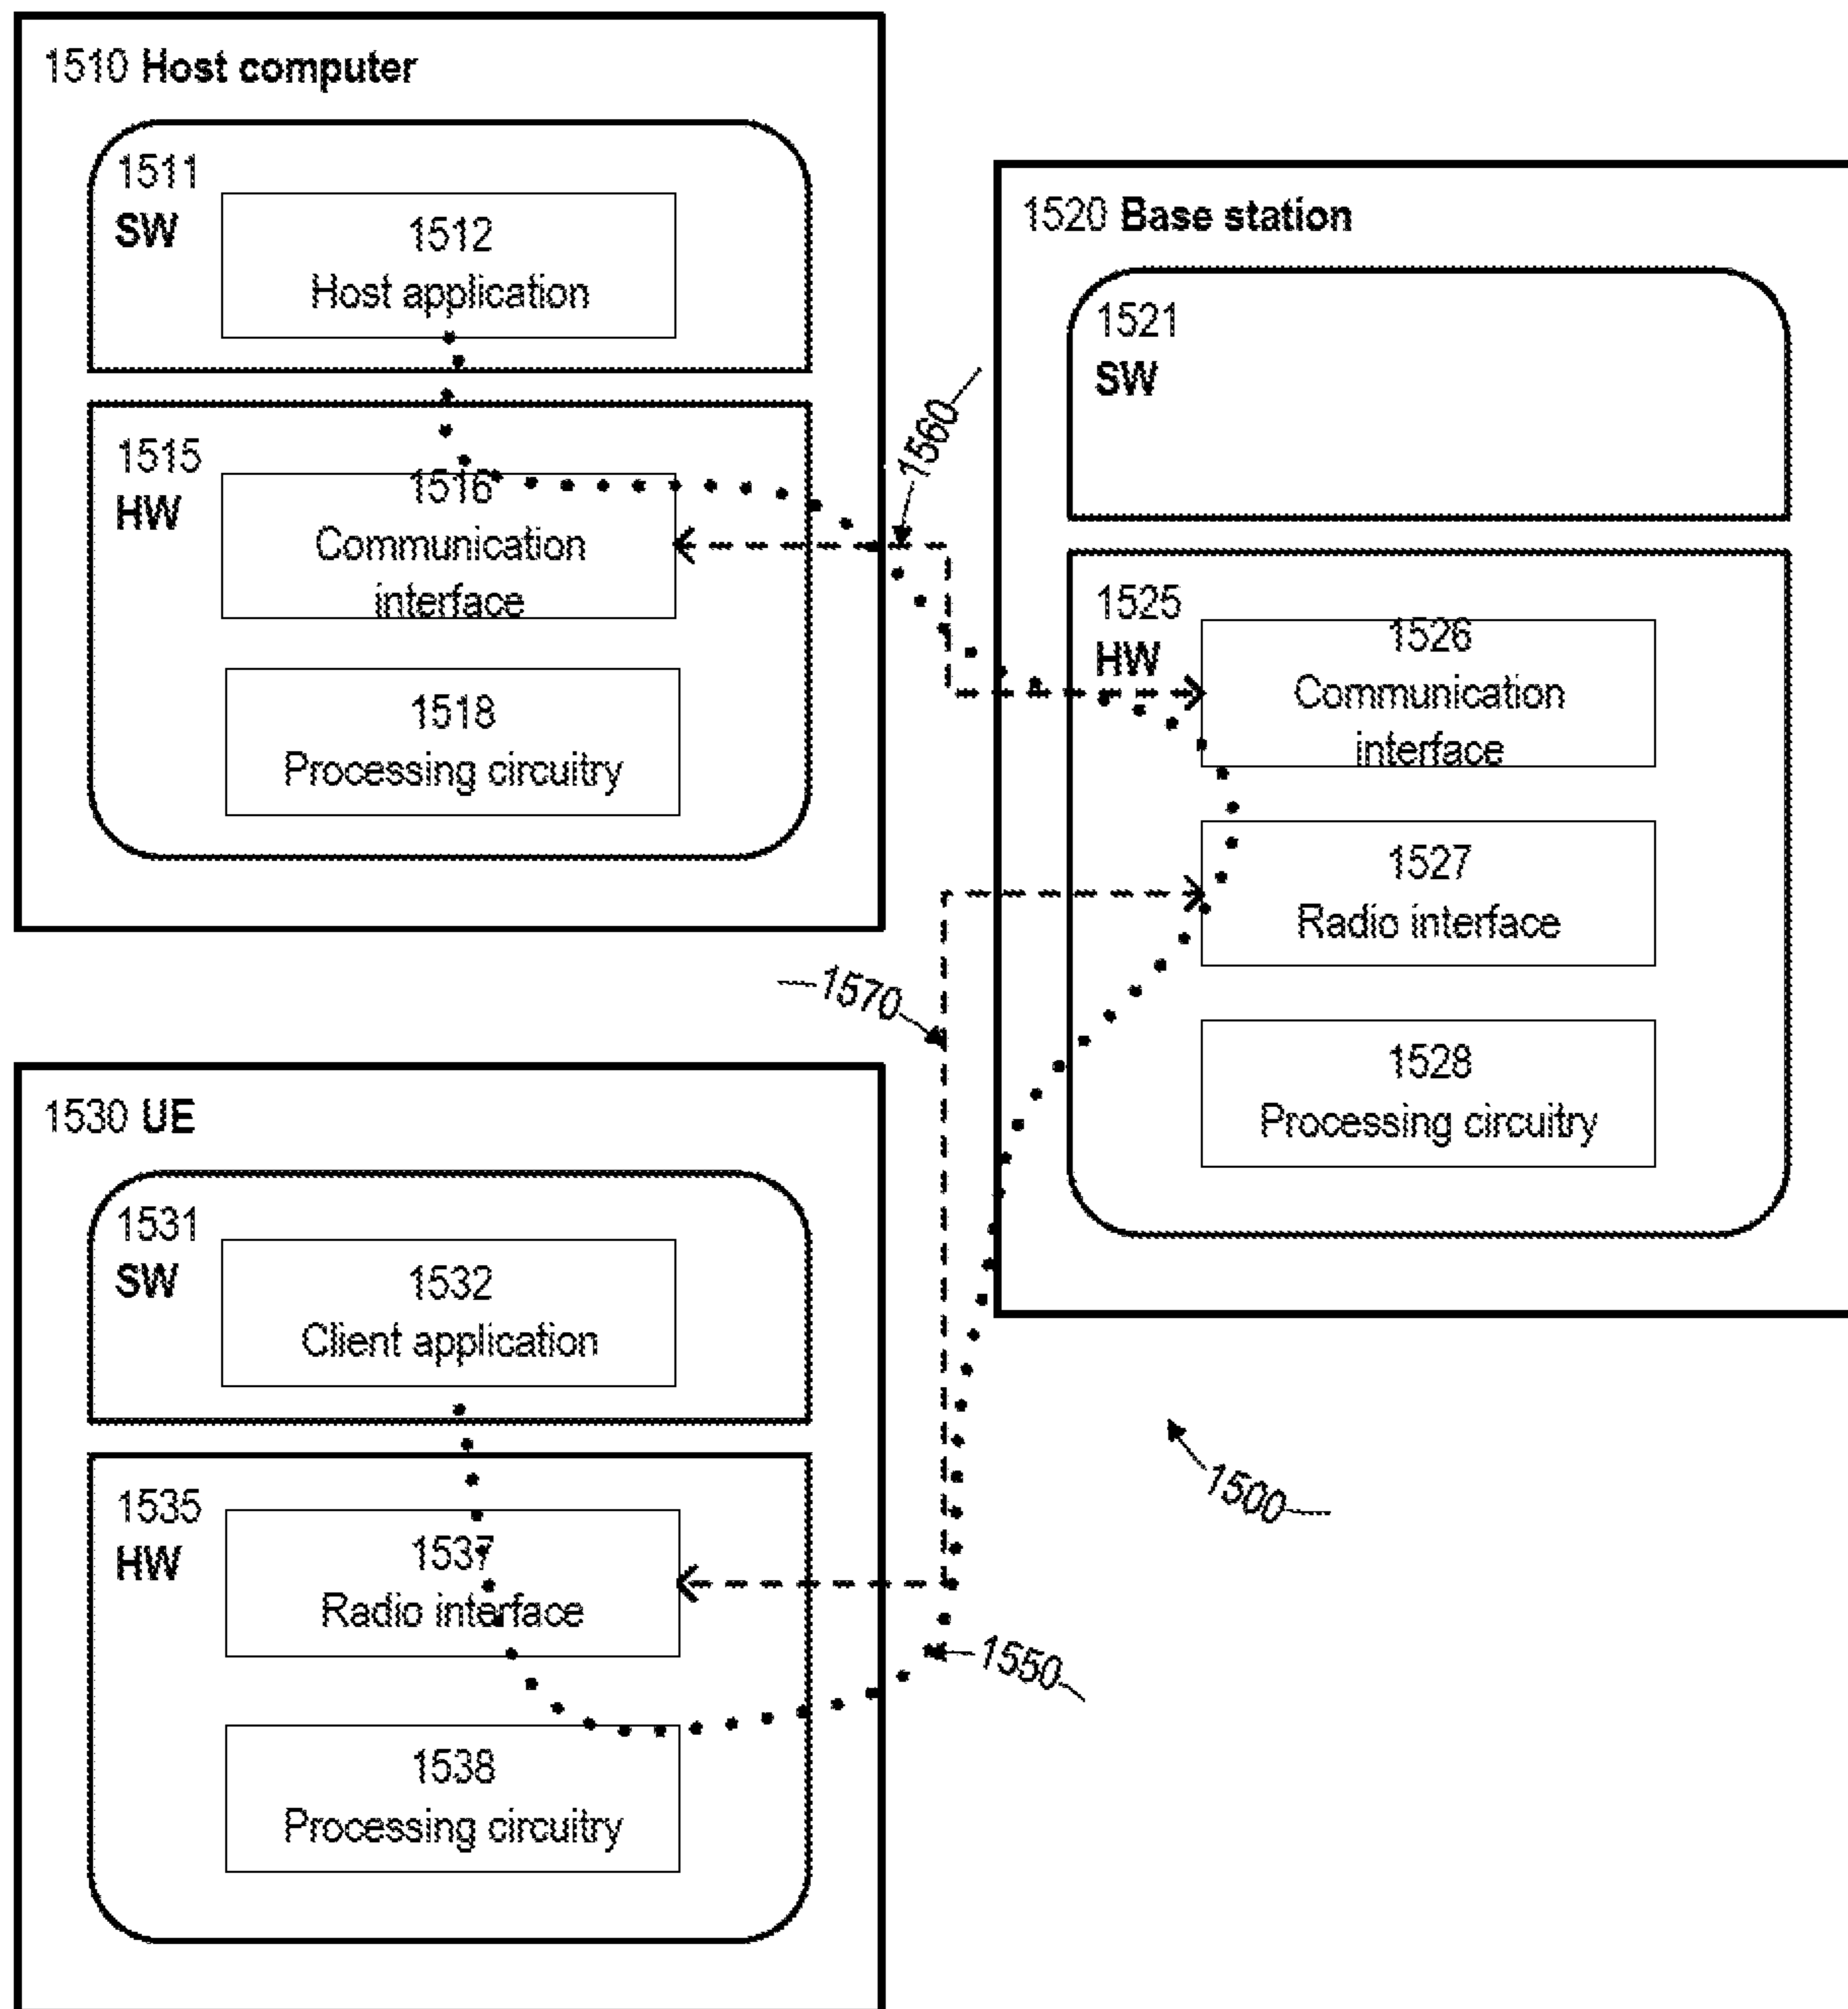 1510 Host computer
1511
SW
1512
Host application
1515
HW
1516
Communication
interface
1518
Processing circuitry
1520 Base station
1521
SW
1525
HW
1526
Communication
interface
1527
Radio interface
1528
Processing circuitry
1560
1570
1530 UE
1531
SW
1532
Client application
1535
HW
1537
Radio interface
1538
Processing circuitry
1550
1500